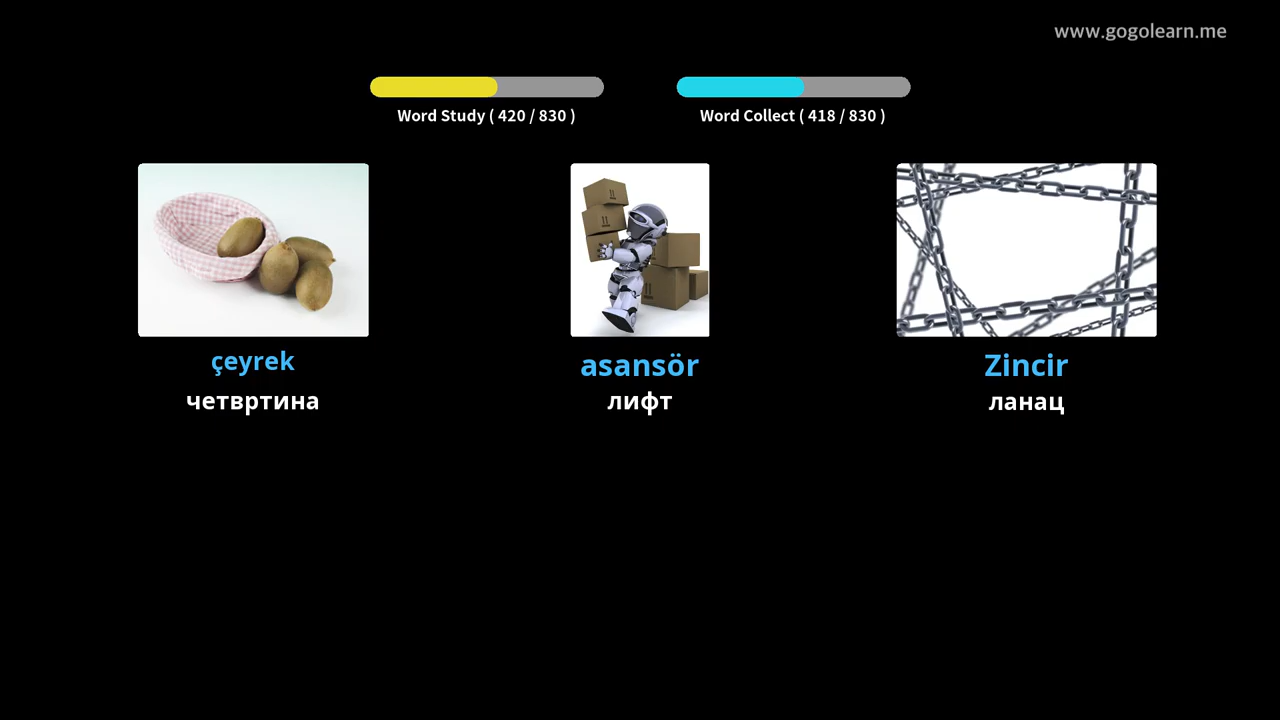 www.gogolearn.me
Word Study ( 420 / 830 )
Word Collect ( 418 / 830 )
çeyrek
asansör
Zincir
четвртина
лифт
ланац